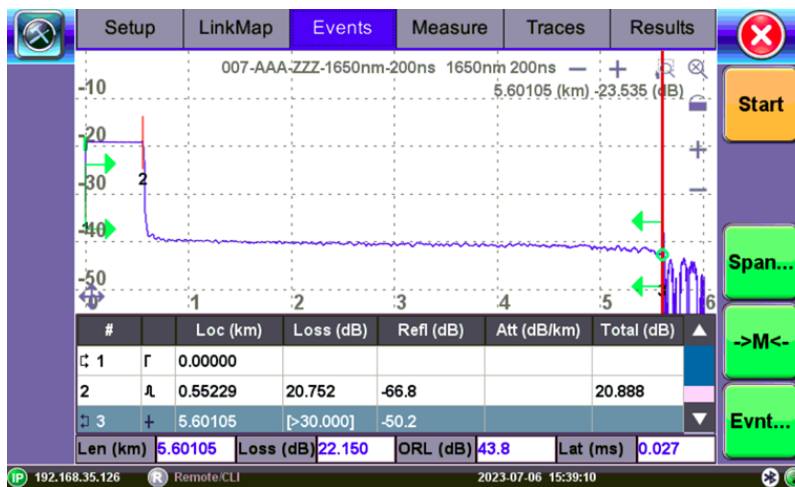 Setup LinkMap Events Measure Traces Results
007-AAA-ZZZ-1650nm-200ns 1650nm 200ns
5.60105 (km) -23.535 (dB)
-10
-20
-30
-40
-50
2
3
0 1 2 3 4 5 6
# Loc (km) Loss (dB) Refl (dB) Att (dB/km) Total (dB)
1 0.00000
2 0.55229 20.752 -66.8 20.888
3 5.60105 [>30.000] -50.2
Len (km) 5.60105 Loss (dB) 22.150 ORL (dB) 43.8 Lat (ms) 0.027
Start
Span...
->M<-
Evnt...
IP 192.168.35.126 R Remote/CLI 2023-07-06 15:39:10